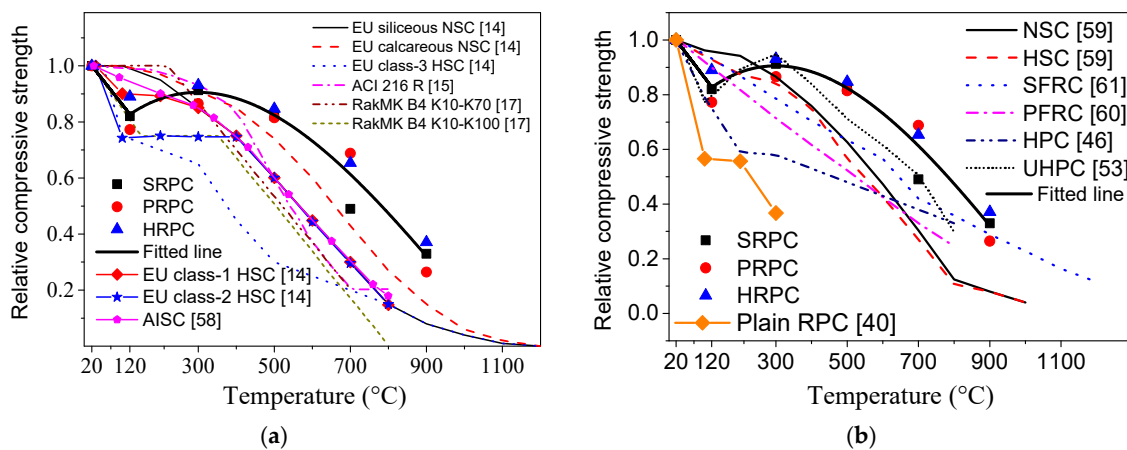 Relative compressive strength
1.0
0.8
0.6
0.4
0.2
EU siliceous NSC [14]
EU calcareous NSC [14]
EU class-3 HSC [14]
ACI 216 R [15]
RakMK B4 K10-K70 [17]
RakMK B4 K10-K100 [17]
SRPC
PRPC
HRPC
Fitted line
EU class-1 HSC [14]
EU class-2 HSC [14]
AISC [58]
20 120 300 500 700 900 1100
Temperature (°C)
(a)
Relative compressive strength
1.0
0.8
0.6
0.4
0.2
0.0
NSC [59]
HSC [59]
SFRC [61]
PFRC [60]
HPC [46]
UHPC [53]
Fitted line
SRPC
PRPC
HRPC
Plain RPC [40]
20 120 300 500 700 900 1100
Temperature (°C)
(b)